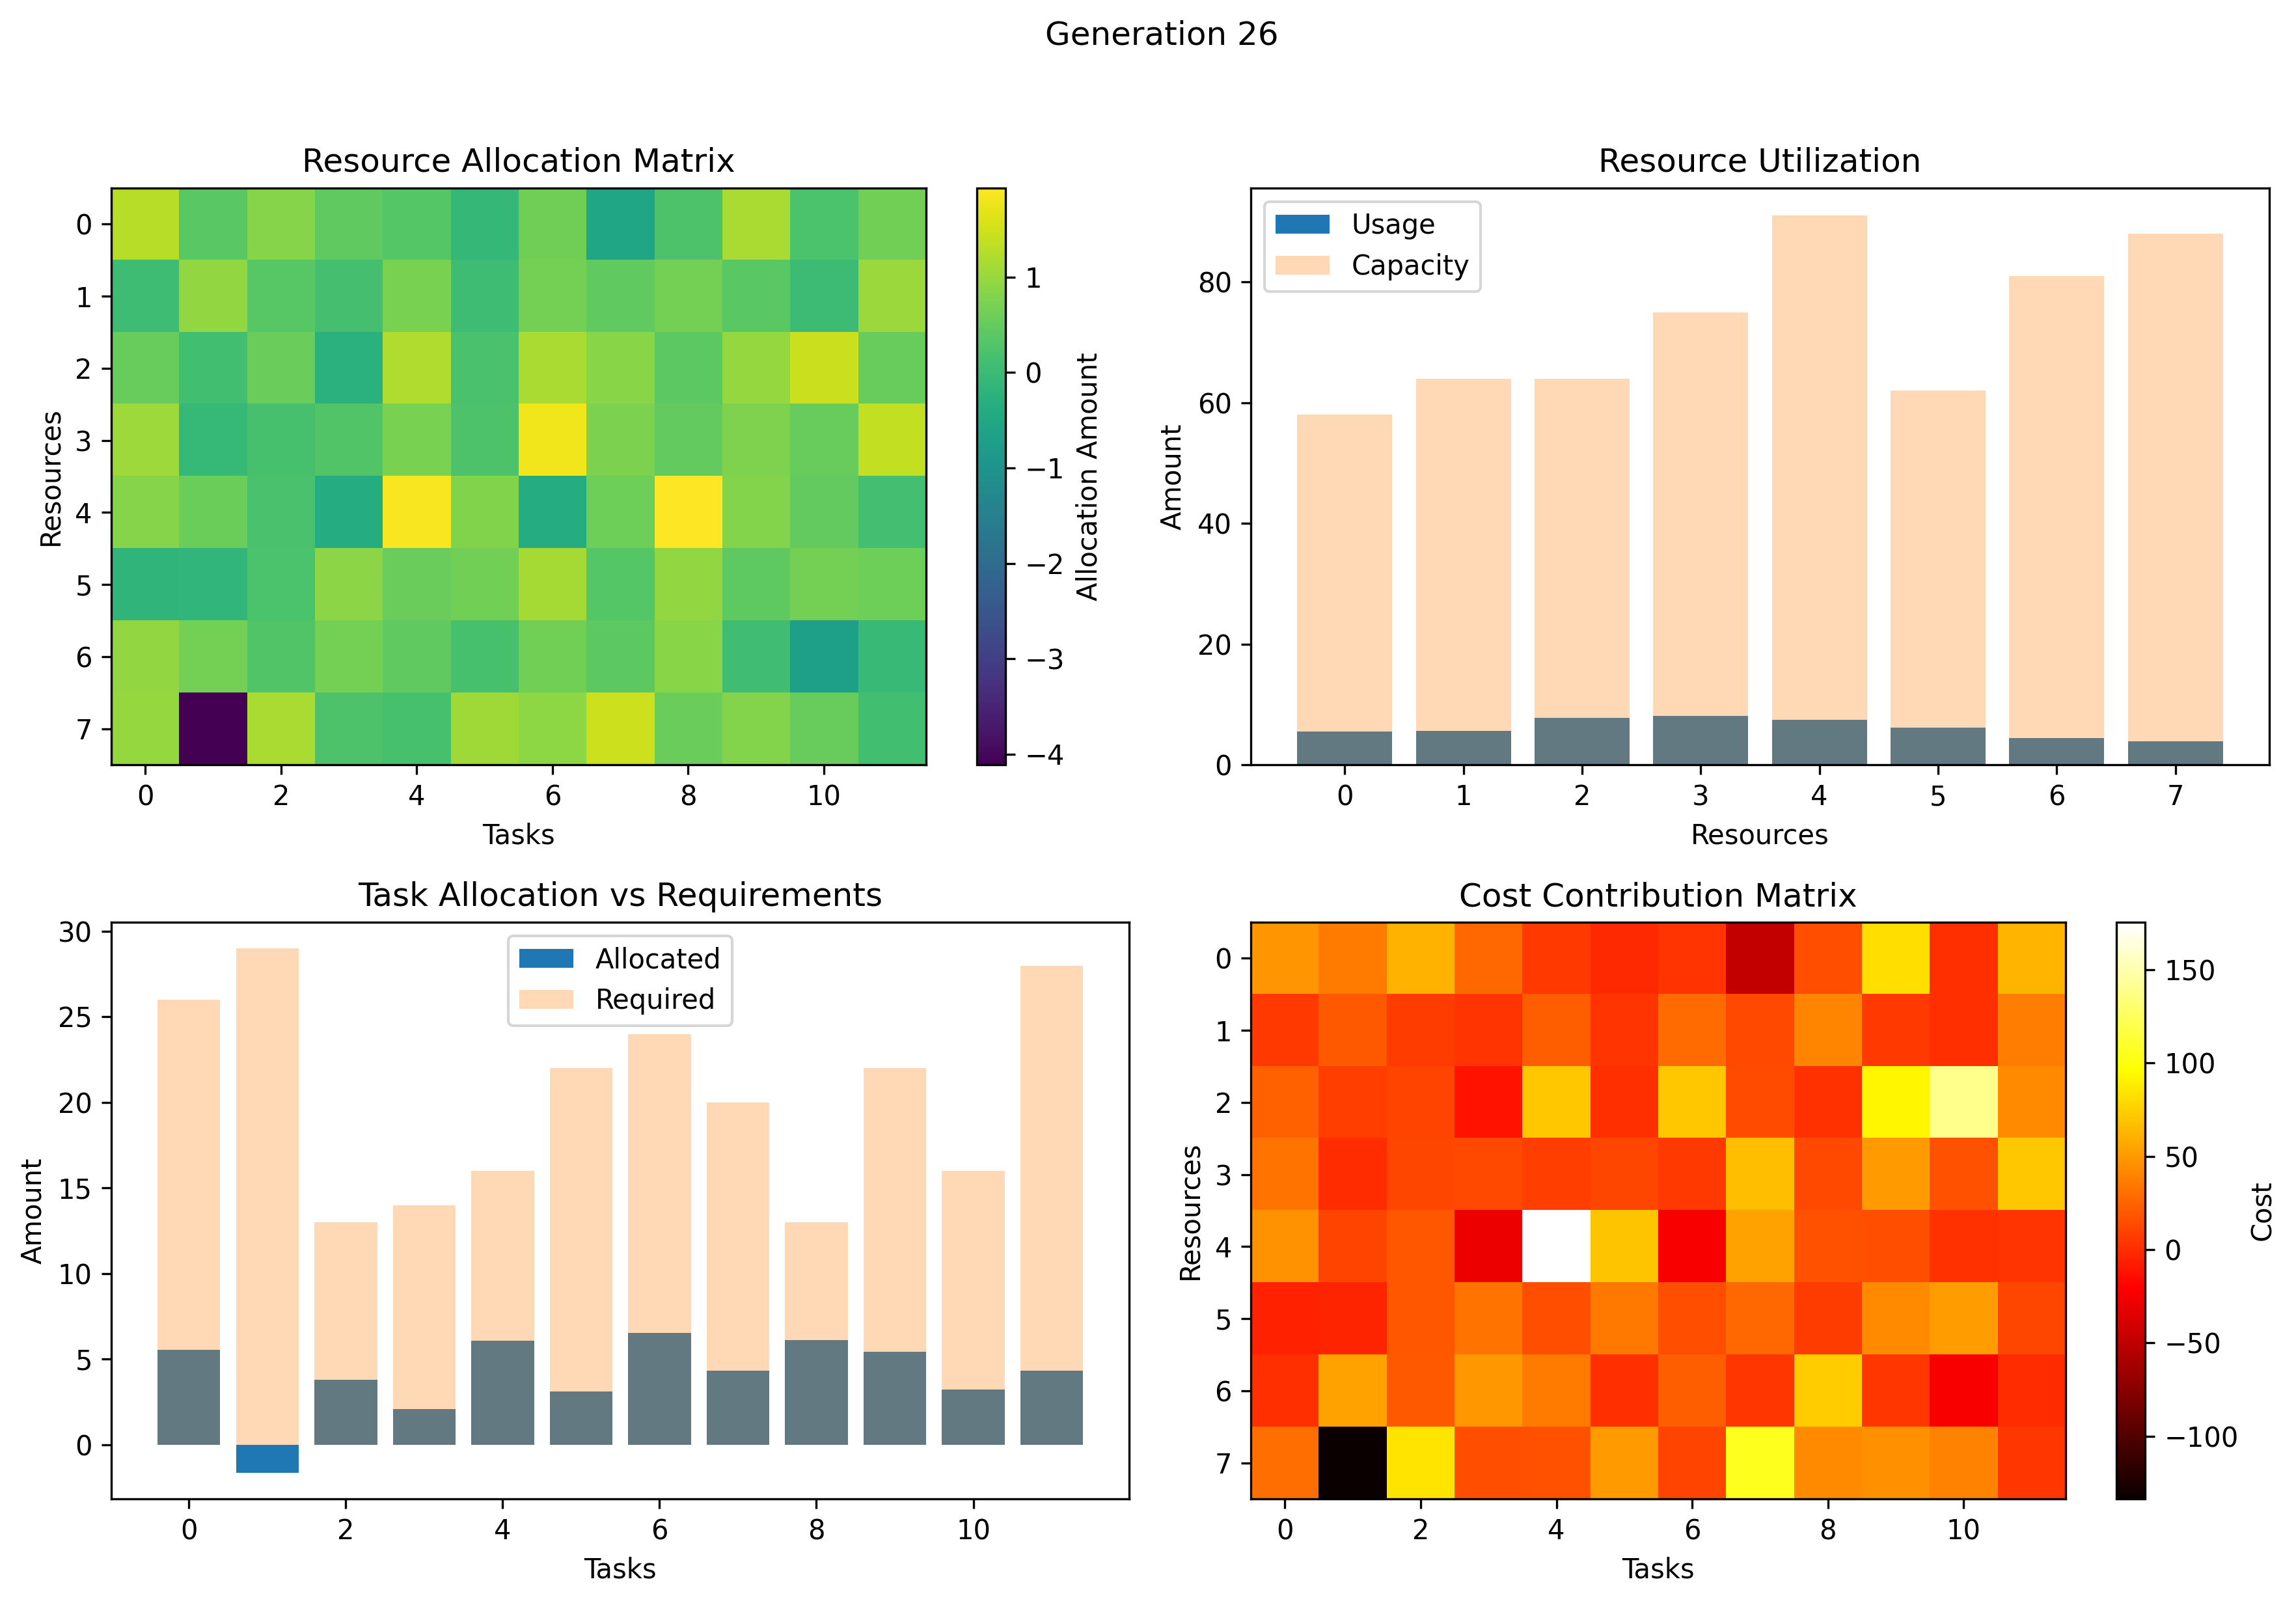 Generation 26
Resource Allocation Matrix
0
1
2
3
4
5
6
7
Resources
0 2 4 6 8 10
Tasks
1
0
−1
−2
−3
−4
Allocation Amount
Resource Utilization
Usage
Capacity
80
60
40
20
0
Amount
0 1 2 3 4 5 6 7
Resources
Task Allocation vs Requirements
Allocated
Required
30
25
20
15
10
5
0
Amount
0 2 4 6 8 10
Tasks
Cost Contribution Matrix
0
1
2
3
4
5
6
7
Resources
0 2 4 6 8 10
Tasks
150
100
50
0
−50
−100
Cost